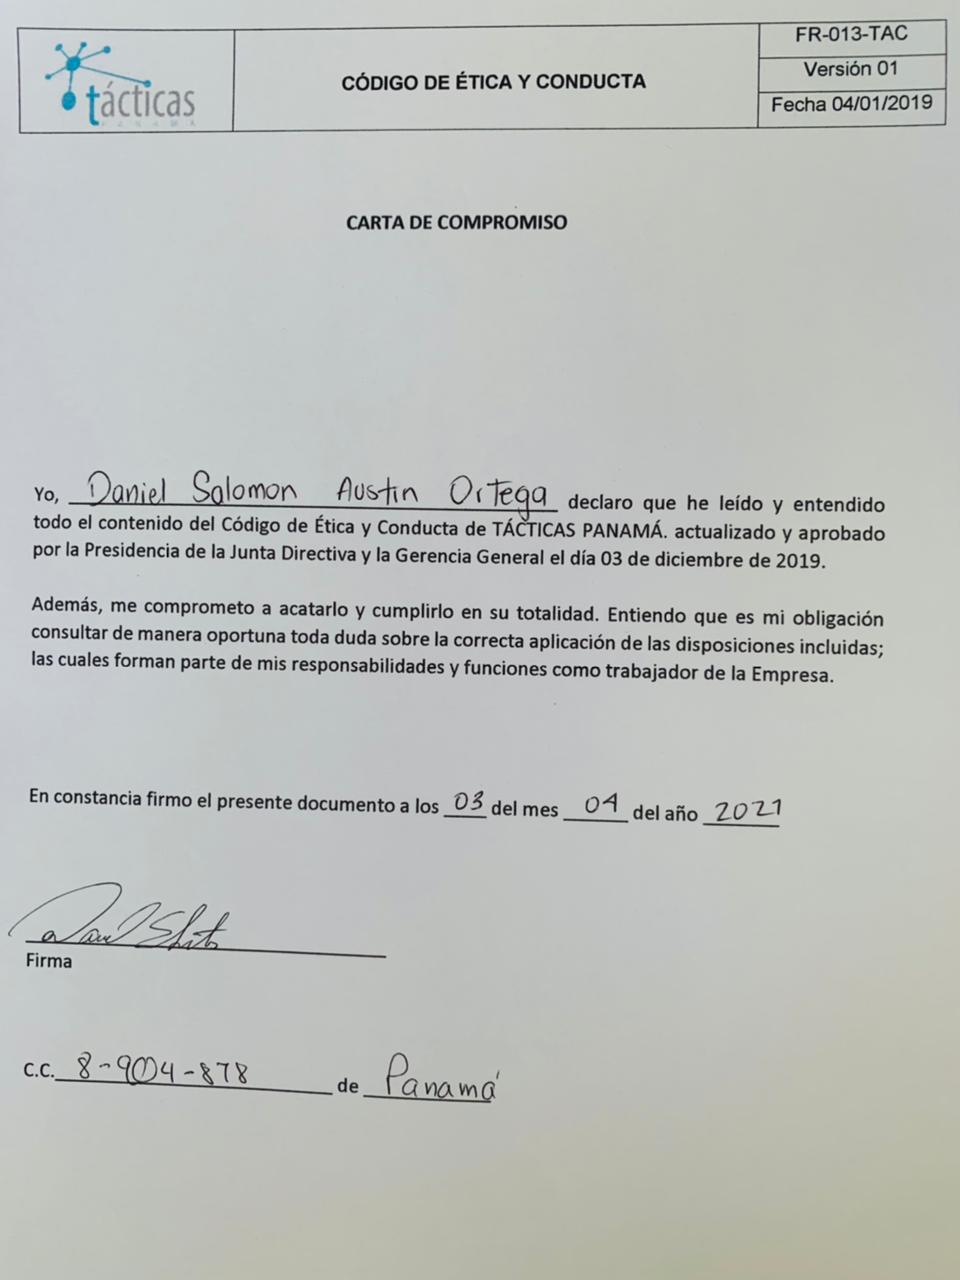 tácticas
PANAMÁ
CÓDIGO DE ÉTICA Y CONDUCTA
FR-013-TAC
Versión 01
Fecha 04/01/2019
CARTA DE COMPROMISO
Yo, Daniel Salomon Austin Ortega declaro que he leído y entendido
todo el contenido del Código de Ética y Conducta de TÁCTICAS PANAMÁ. actualizado y aprobado
por la Presidencia de la Junta Directiva y la Gerencia General el día 03 de diciembre de 2019.
Además, me comprometo a acatarlo y cumplirlo en su totalidad. Entiendo que es mi obligación
consultar de manera oportuna toda duda sobre la correcta aplicación de las disposiciones incluidas;
las cuales forman parte de mis responsabilidades y funciones como trabajador de la Empresa.
En constancia firmo el presente documento a los 03 del mes 04 del año 2021
Firma
C.C. 8-904-878 de Panamá